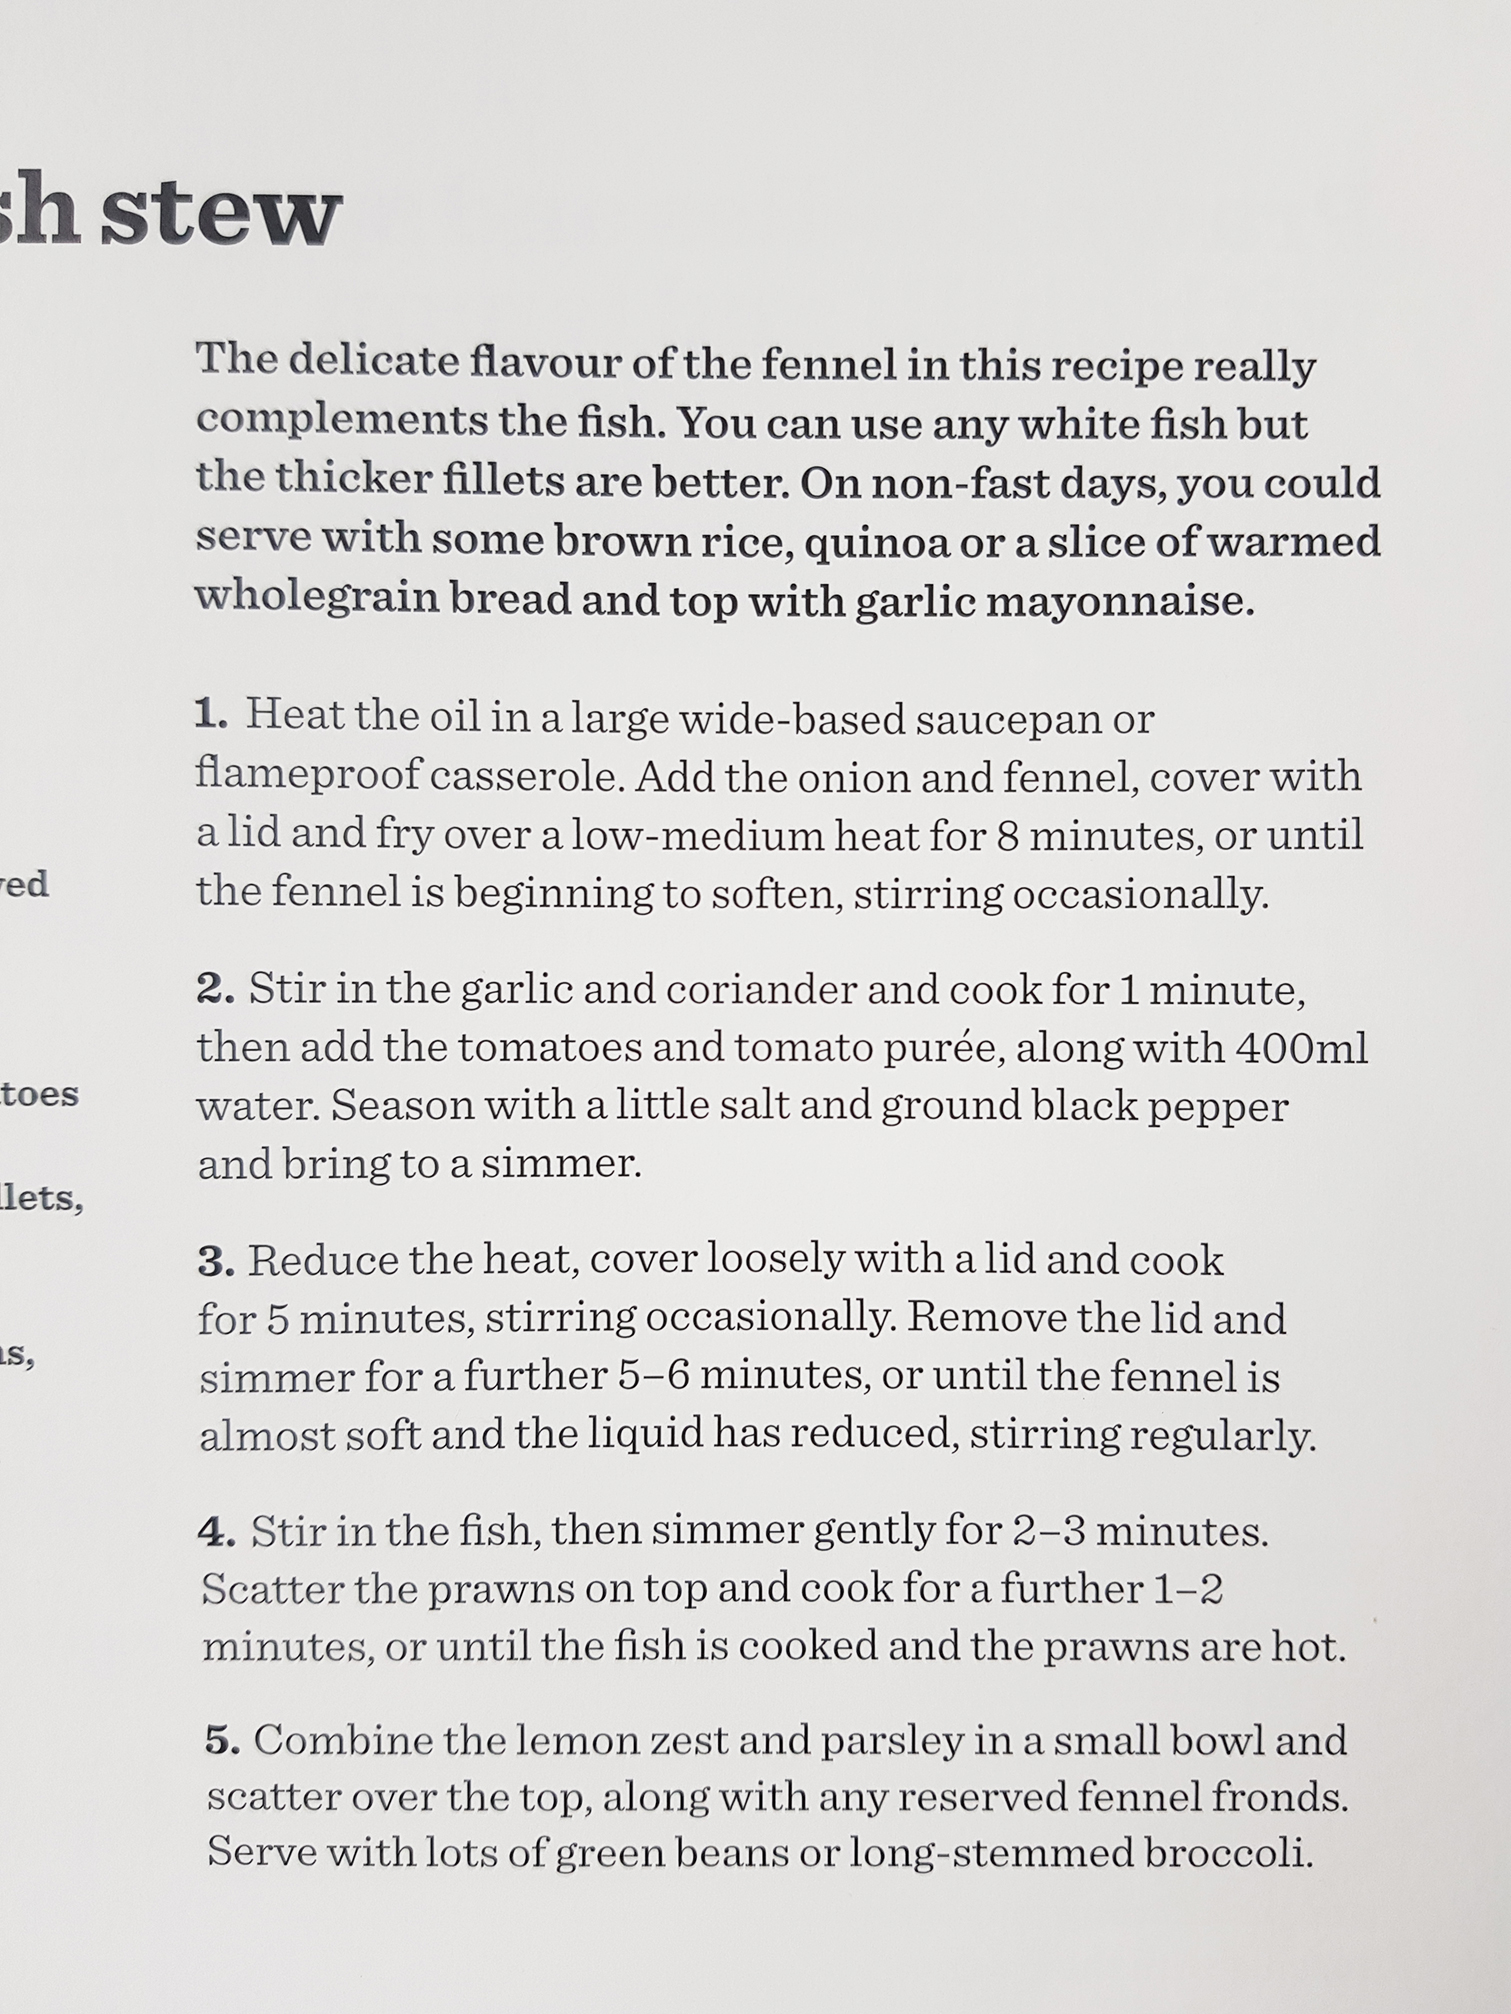 sh stew
The delicate flavour of the fennel in this recipe really
complements the fish. You can use any white fish but
the thicker fillets are better. On non-fast days, you could
serve with some brown rice, quinoa or a slice of warmed
wholegrain bread and top with garlic mayonnaise.
1. Heat the oil in a large wide-based saucepan or
flameproof casserole. Add the onion and fennel, cover with
a lid and fry over a low-medium heat for 8 minutes, or until
the fennel is beginning to soften, stirring occasionally.
2. Stir in the garlic and coriander and cook for 1 minute,
then add the tomatoes and tomato purée, along with 400ml
water. Season with a little salt and ground black pepper
and bring to a simmer.
3. Reduce the heat, cover loosely with a lid and cook
for 5 minutes, stirring occasionally. Remove the lid and
simmer for a further 5–6 minutes, or until the fennel is
almost soft and the liquid has reduced, stirring regularly.
4. Stir in the fish, then simmer gently for 2–3 minutes.
Scatter the prawns on top and cook for a further 1–2
minutes, or until the fish is cooked and the prawns are hot.
5. Combine the lemon zest and parsley in a small bowl and
scatter over the top, along with any reserved fennel fronds.
Serve with lots of green beans or long-stemmed broccoli.